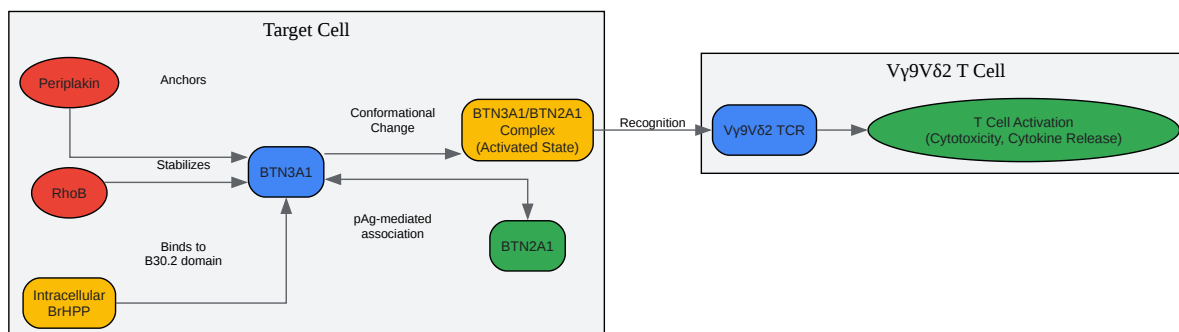 Target Cell
Periplakin
Anchors
Conformational
Change
BTN3A1/BTN2A1
Complex
(Activated State)
Stabilizes
RhoB
BTN3A1
pAg-mediated
association
BTN2A1
Binds to
B30.2 domain
Intracellular
BrHPP
Recognition
Vγ9Vδ2 T Cell
Vγ9Vδ2 TCR
T Cell Activation
(Cytotoxicity, Cytokine Release)